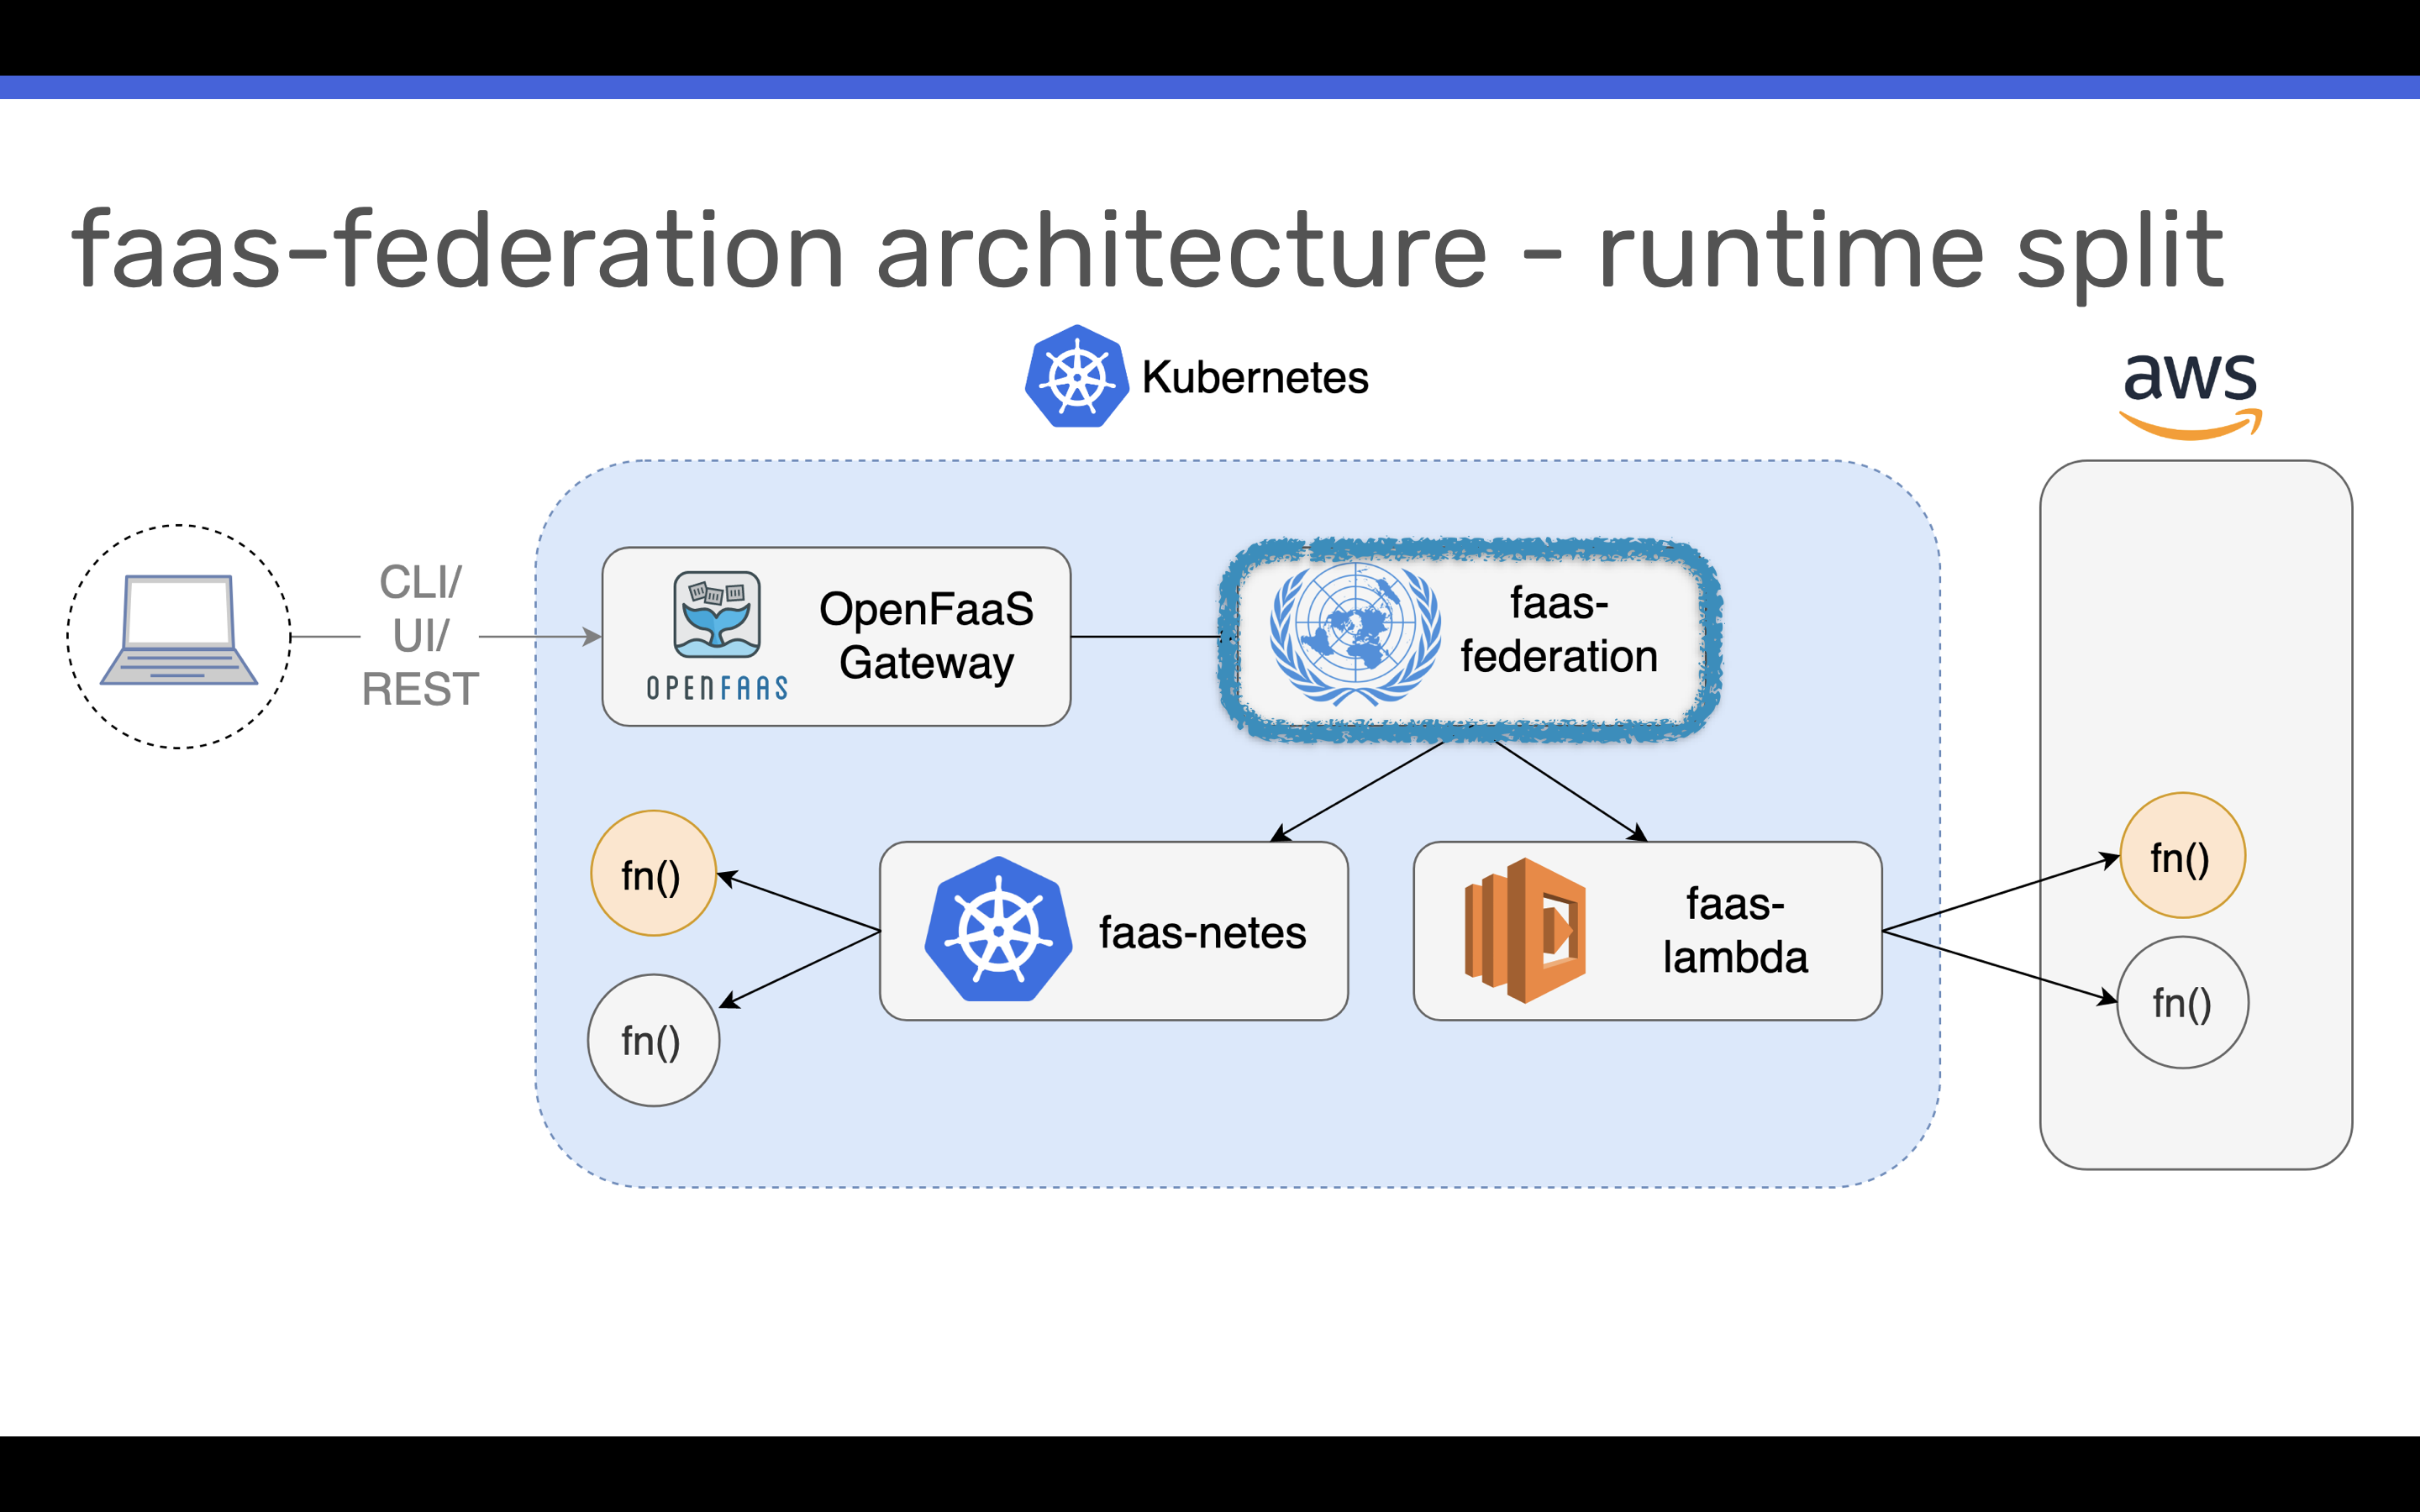 faas-federation architecture - runtime split
Kubernetes
aws
CLI/
UI/
REST
OPENFAAS
OpenFaaS
Gateway
faas-
federation
fn()
fn()
faas-netes
faas-
lambda
fn()
fn()